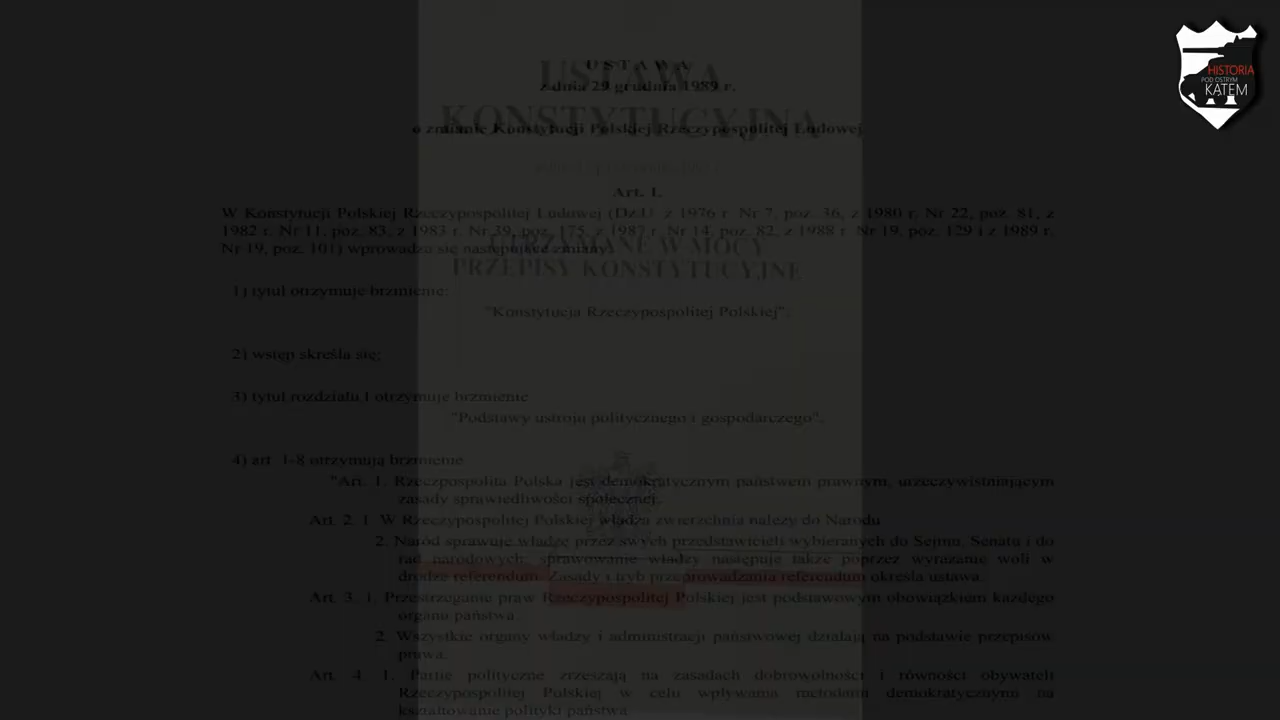 HISTORIA
POD OSTRYM
KĄTEM
USTAWA
z dnia 29 grudnia 1989 r.
o zmianie Konstytucji Polskiej Rzeczypospolitej Ludowej
Art. 1.
W Konstytucji Polskiej Rzeczypospolitej Ludowej (Dz.U. z 1976 r. Nr 7, poz. 36, z 1980 r. Nr 22, poz. 81, z
1982 r. Nr 11, poz. 83, z 1983 r. Nr 39, poz. 175, z 1987 r. Nr 14, poz. 82, z 1988 r. Nr 19, poz. 129 i z 1989 r.
Nr 19, poz. 101) wprowadza się następujące zmiany:
1) tytuł otrzymuje brzmienie:
"Konstytucja Rzeczypospolitej Polskiej".
2) wstęp skreśla się;
3) tytuł rozdziału I otrzymuje brzmienie
"Podstawy ustroju politycznego i gospodarczego".
4) art. 1-8 otrzymują brzmienie
"Art. 1. Rzeczpospolita Polska jest demokratycznym państwem prawnym, urzeczywistniającym
zasady sprawiedliwości społecznej.
Art. 2. 1. W Rzeczypospolitej Polskiej władza zwierzchnia należy do Narodu
2. Naród sprawuje władzę przez swych przedstawicieli wybieranych do Sejmu, Senatu i do
rad narodowych; sprawowanie władzy następuje także poprzez wyrażanie woli w
drodze referendum. Zasady i tryb przeprowadzania referendum określa ustawa.
Art. 3. 1. Przestrzeganie praw Rzeczypospolitej Polskiej jest podstawowym obowiązkiem każdego
organu państwa.
2. Wszystkie organy władzy i administracji państwowej działają na podstawie przepisów
prawa.
Art. 4. 1. Partie polityczne zrzeszają na zasadach dobrowolności i równości obywateli
Rzeczypospolitej Polskiej w celu wpływania metodami demokratycznymi na
kształtowanie polityki państwa.
USTAWA
KONSTYTUCYJNA
UTRZYMANE W MOCY
PRZEPISY KONSTYTUCYJNE